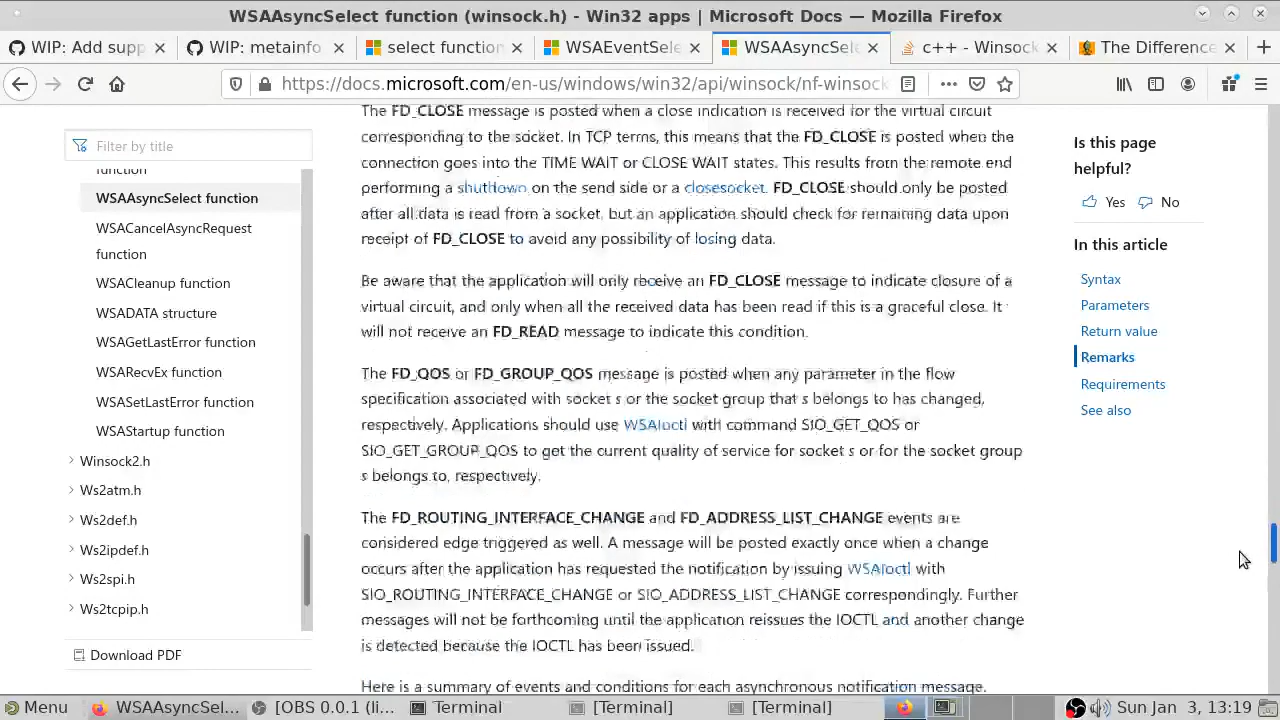 WSAAsyncSelect function (winsock.h) - Win32 apps | Microsoft Docs — Mozilla Firefox
WIP: Add supp
WIP: metainfo
select function
WSAEventSele
WSAAsyncSele
c++ - Winsock
The Difference
https://docs.microsoft.com/en-us/windows/win32/api/winsock/nf-winsock
Filter by title
function
WSAAsyncSelect function
WSACancelAsyncRequest
function
WSACleanup function
WSADATA structure
WSAGetLastError function
WSARecvEx function
WSASetLastError function
WSAStartup function
Winsock2.h
Ws2atm.h
Ws2def.h
Ws2ipdef.h
Ws2spi.h
Ws2tcpip.h
Download PDF
The FD_CLOSE message is posted when a close indication is received for the virtual circuit
corresponding to the socket. In TCP terms, this means that the FD_CLOSE is posted when the
connection goes into the TIME WAIT or CLOSE WAIT states. This results from the remote end
performing a shutdown on the send side or a closesocket. FD_CLOSE should only be posted
after all data is read from a socket, but an application should check for remaining data upon
receipt of FD_CLOSE to avoid any possibility of losing data.
Be aware that the application will only receive an FD_CLOSE message to indicate closure of a
virtual circuit, and only when all the received data has been read if this is a graceful close. It
will not receive an FD_READ message to indicate this condition.
The FD_QOS or FD_GROUP_QOS message is posted when any parameter in the flow
specification associated with socket s or the socket group that s belongs to has changed,
respectively. Applications should use WSAIoctl with command SIO_GET_QOS or
SIO_GET_GROUP_QOS to get the current quality of service for socket s or for the socket group
s belongs to, respectively.
The FD_ROUTING_INTERFACE_CHANGE and FD_ADDRESS_LIST_CHANGE events are
considered edge triggered as well. A message will be posted exactly once when a change
occurs after the application has requested the notification by issuing WSAIoctl with
SIO_ROUTING_INTERFACE_CHANGE or SIO_ADDRESS_LIST_CHANGE correspondingly. Further
messages will not be forthcoming until the application reissues the IOCTL and another change
is detected because the IOCTL has been issued.
Here is a summary of events and conditions for each asynchronous notification message.
Is this page
helpful?
Yes No
In this article
Syntax
Parameters
Return value
Remarks
Requirements
See also
Menu
WSAAsyncSel...
[OBS 0.0.1 (li...
Terminal
[Terminal]
[Terminal]
Sun Jan 3, 13:19